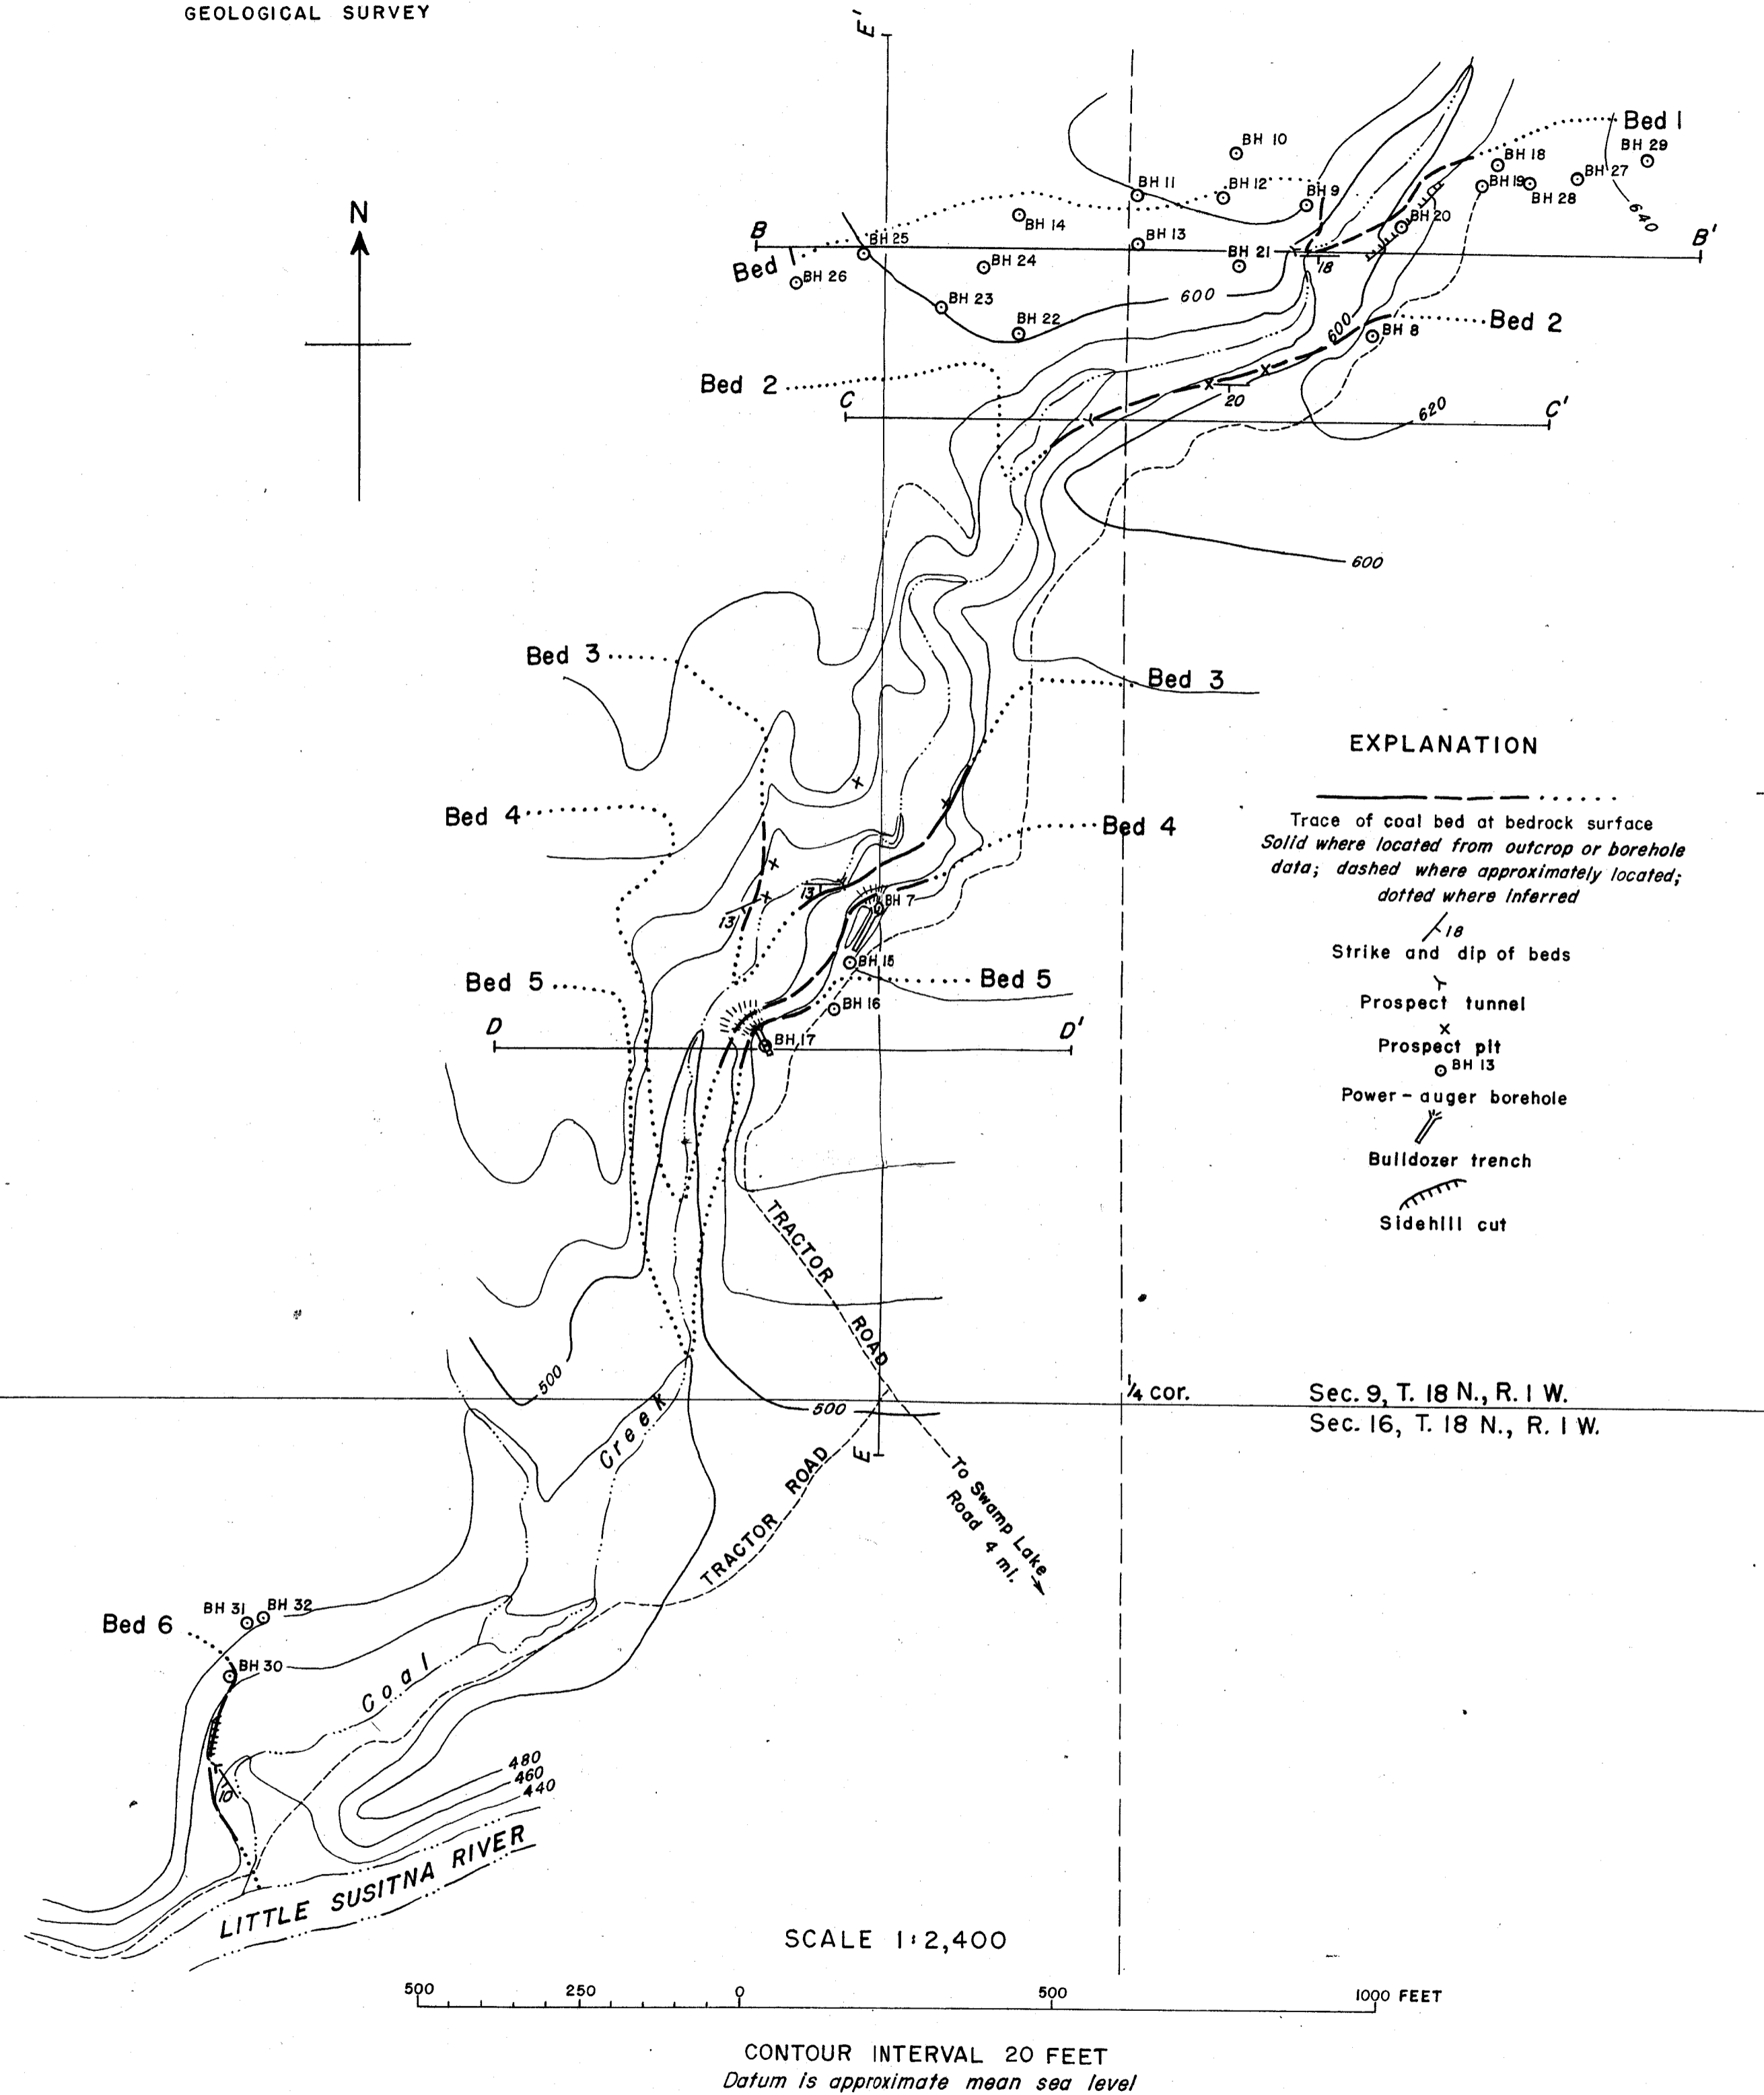 GEOLOGICAL SURVEY
E'
N
Bed 1
BH 29
BH 10
BH 18
BH 27
BH 11
BH 12
BH 9
BH 19
BH 28
640
BH 14
BH 20
B
BH 25
BH 13
BH 21
18
B'
Bed 1
BH 24
BH 26
BH 23
600
BH 22
600
BH 8
Bed 2
Bed 2
C
20
620
C'
600
Bed 3
Bed 3
Bed 4
Bed 4
13
13
BH 7
BH 15
Bed 5
Bed 5
BH 16
D
BH 17
D'
EXPLANATION
Trace of coal bed at bedrock surface
Solid where located from outcrop or borehole
data; dashed where approximately located;
dotted where inferred
18
Strike and dip of beds
Prospect tunnel
Prospect pit
BH 13
Power-auger borehole
Bulldozer trench
Sidehill cut
TRACTOR ROAD
500
500
1/4 cor.
Sec. 9, T. 18 N., R. 1 W.
Sec. 16, T. 18 N., R. 1 W.
E
TRACTOR ROAD
To Swamp Lake
Road 4 mi.
Coal Creek
BH 31
BH 32
Bed 6
BH 30
10
480
460
440
LITTLE SUSITNA RIVER
SCALE 1:2,400
500 250 0 500 1000 FEET
CONTOUR INTERVAL 20 FEET
Datum is approximate mean sea level